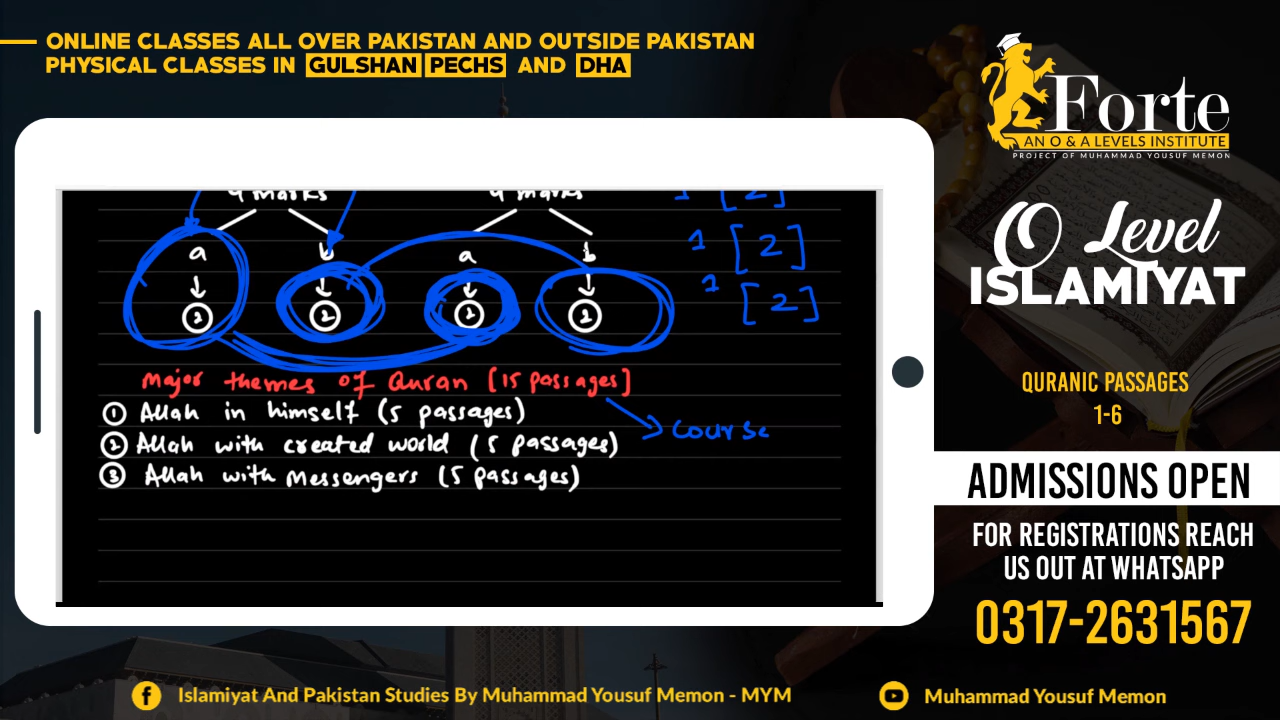 ONLINE CLASSES ALL OVER PAKISTAN AND OUTSIDE PAKISTAN
PHYSICAL CLASSES IN GULSHAN PECHS AND DHA
Forte
AN O & A LEVELS INSTITUTE
PROJECT OF MUHAMMAD YOUSUF MEMON
O Level
ISLAMIYAT
QURANIC PASSAGES
1-6
ADMISSIONS OPEN
FOR REGISTRATIONS REACH
US OUT AT WHATSAPP
0317-2631567
4 marks 4 marks
1 [2]
a b a b
1 [2]
2 2 2 2
1 [2]
Major themes of Quran [15 passages]
1 Allah in himself (5 passages)
course
2 Allah with created world (5 passages)
3 Allah with Messengers (5 passages)
Islamiyat And Pakistan Studies By Muhammad Yousuf Memon - MYM
Muhammad Yousuf Memon